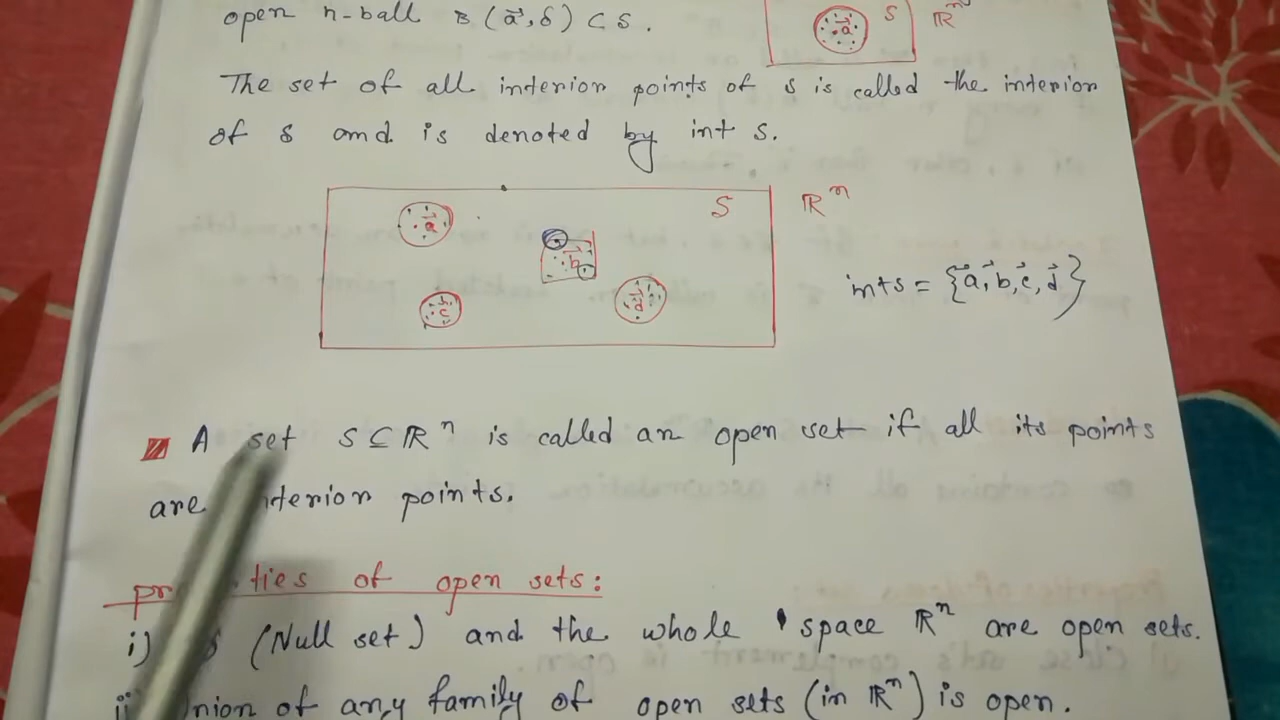 open n-ball B(a⃗,δ) ⊂ S.
a⃗ S ℝⁿ
The set of all interior points of S is called the interior
of S and is denoted by int S.
S ℝⁿ
a⃗ b⃗
int S = {a⃗, b⃗, c⃗, d⃗}
c⃗ d⃗
A set S ⊆ ℝⁿ is called an open set if all its points
are interior points.
properties of open sets:
i) (Null set) and the whole space ℝⁿ are open sets.
ii) Union of any family of open sets (in ℝⁿ) is open.